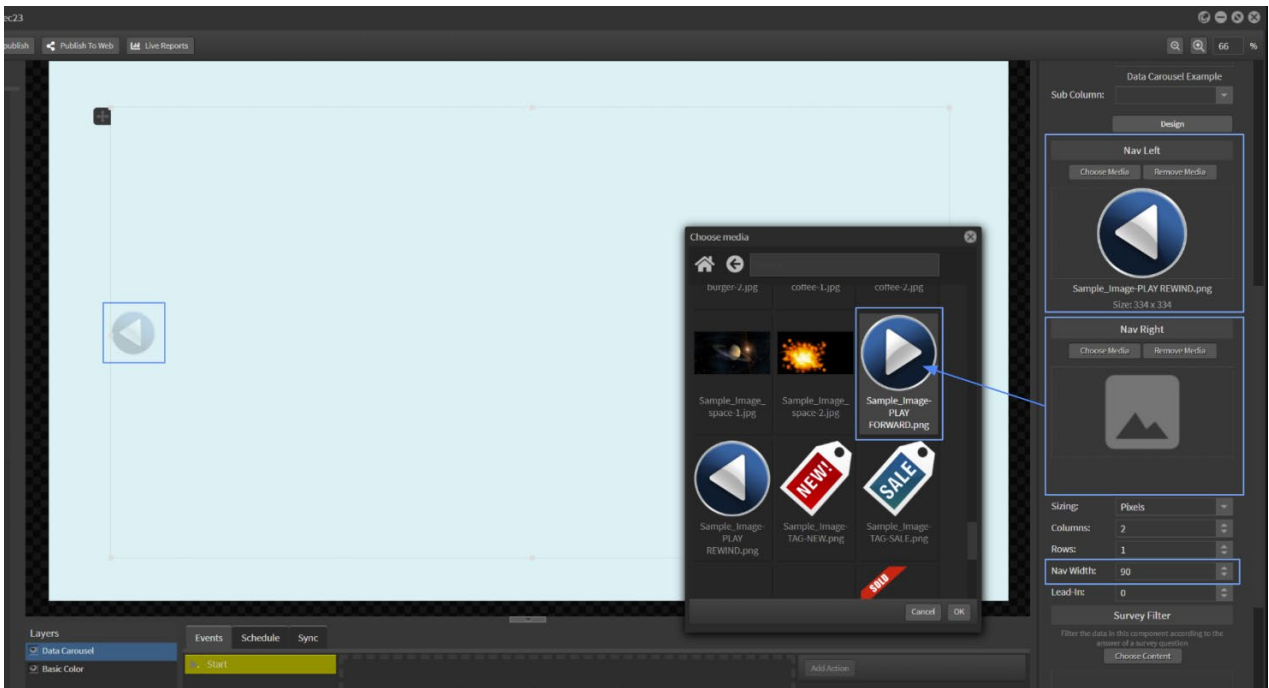 ec23
publish
Publish To Web
Live Reports
66
%
Data Carousel Example
Sub Column:
Design
Nav Left
Choose Media
Remove Media
Sample_Image-PLAY REWIND.png
Size: 334 x 334
Nav Right
Choose Media
Remove Media
Sizing:
Pixels
Columns:
2
Rows:
1
Nav Width:
90
Lead-In:
0
Survey Filter
Filter the data in this component according to the
answer of a survey question
Choose Content
Choose media
burger-2.jpg
coffee-1.jpg
coffee-2.jpg
Sample_Image_
space-1.jpg
Sample_Image_
space-2.jpg
Sample_Image-
PLAY
FORWARD.png
NEW!
SALE
Sample_Image-
PLAY
REWIND.png
Sample_Image-
TAG-NEW.png
Sample_Image-
TAG-SALE.png
SOLD
Cancel
OK
Layers
Data Carousel
Basic Color
Events
Schedule
Sync
Start
Add Action